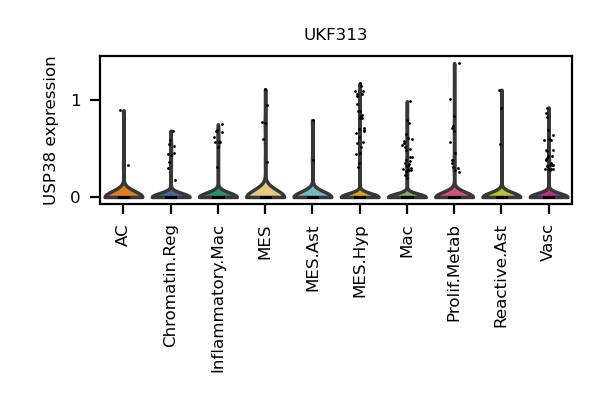 UKF313
USP38 expression
1
0
AC
Chromatin.Reg
Inflammatory.Mac
MES
MES.Ast
MES.Hyp
Mac
Prolif.Metab
Reactive.Ast
Vasc